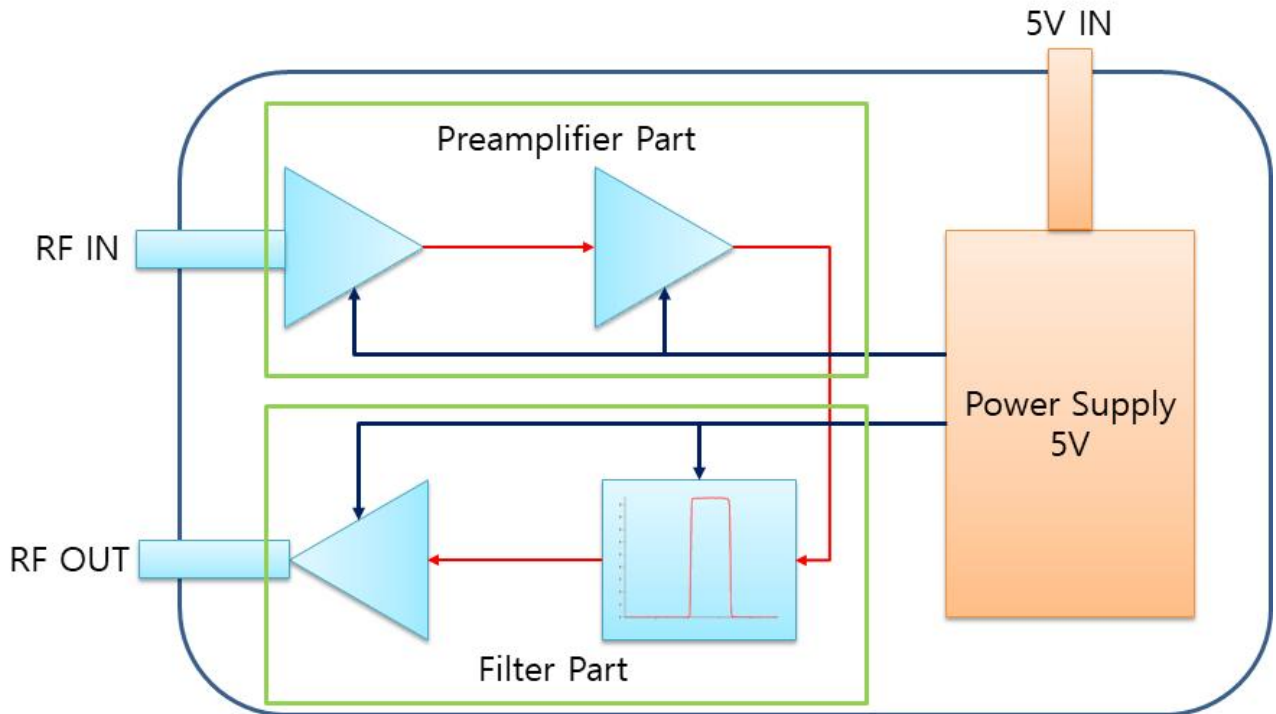 5V IN
Preamplifier Part
RF IN
Power Supply
5V
RF OUT
Filter Part